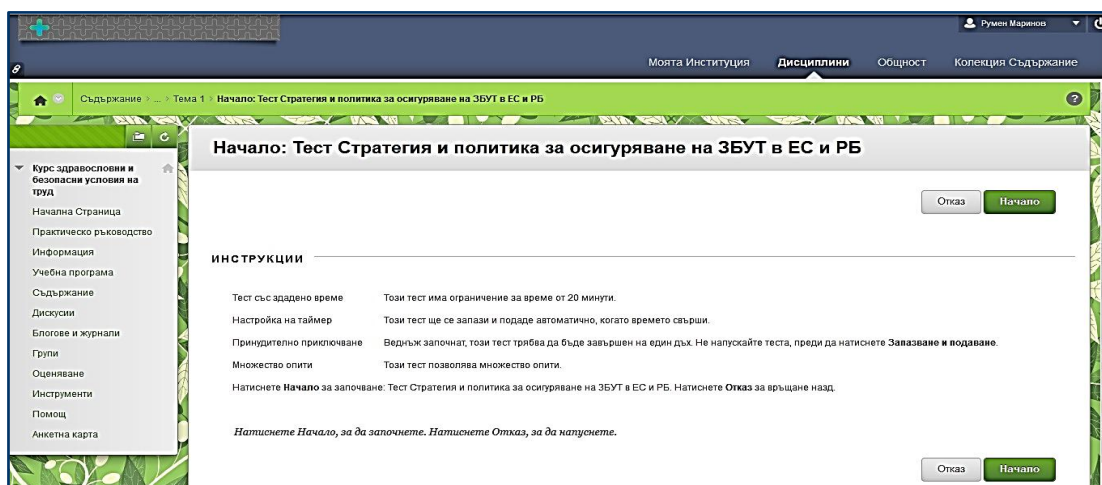 Румен Маринов
Моята Институция Дисциплини Общност Колекция Съдържание
Съдържание > ... > Тема 1 > Начало: Тест Стратегия и политика за осигуряване на ЗБУТ в ЕС и РБ
Начало: Тест Стратегия и политика за осигуряване на ЗБУТ в ЕС и РБ
Курс здравословни и
безопасни условия на
труд
Начална Страница
Практическо ръководство
Информация
Учебна програма
Съдържание
Дискусии
Блогове и журнали
Групи
Оценяване
Инструменти
Помощ
Анкетна карта
Отказ Начало
ИНСТРУКЦИИ
Тест със зададено време Този тест има ограничение за време от 20 минути.
Настройка на таймер Този тест ще се запази и подаде автоматично, когато времето свърши.
Принудително приключване Веднъж започнат, този тест трябва да бъде завършен на един дъх. Не напускайте теста, преди да натиснете Запазване и подаване.
Множество опити Този тест позволява множество опити.
Натиснете Начало за започване: Тест Стратегия и политика за осигуряване на ЗБУТ в ЕС и РБ. Натиснете Отказ за връщане назд.
Натиснете Начало, за да започнете. Натиснете Отказ, за да напуснете.
Отказ Начало